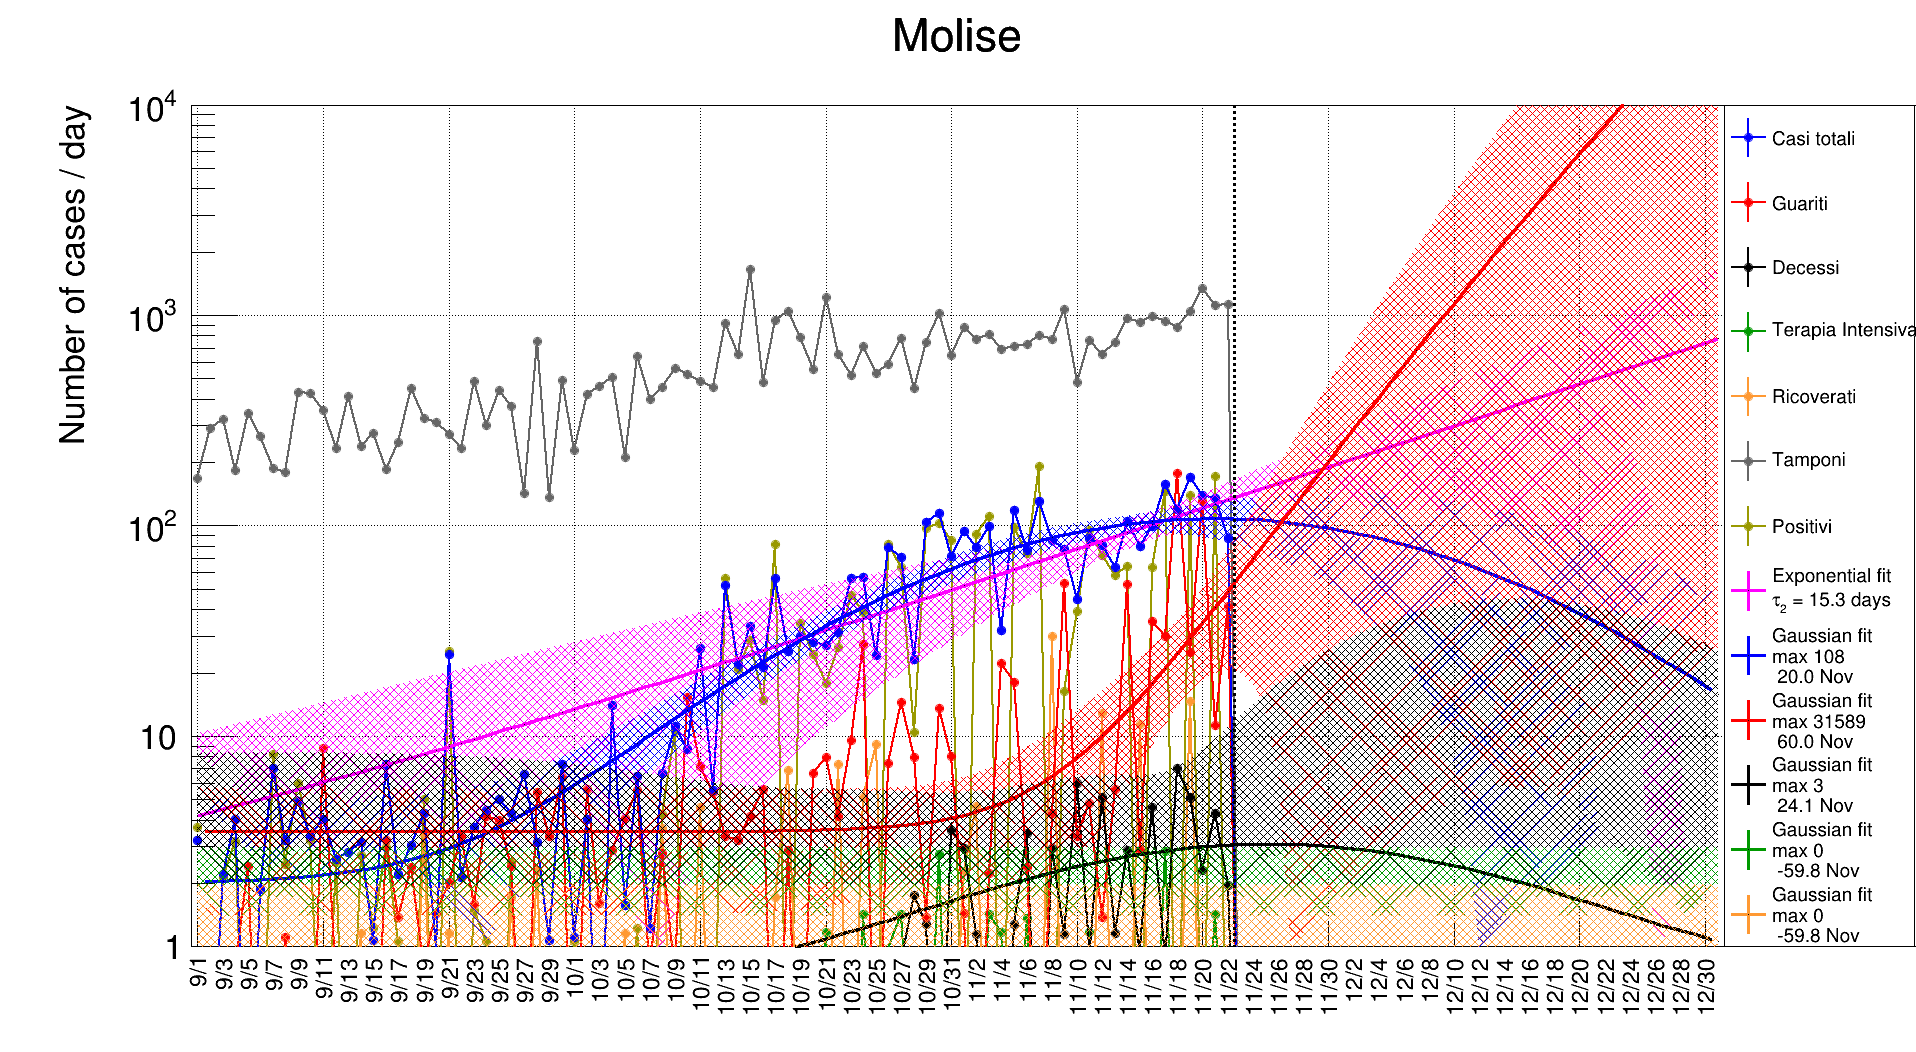 Molise
Number of cases / day
10^4
10^3
10^2
10
1
9/1 9/3 9/5 9/7 9/9 9/11 9/13 9/15 9/17 9/19 9/21 9/23 9/25 9/27 9/29 10/1 10/3 10/5 10/7 10/9 10/11 10/13 10/15 10/17 10/19 10/21 10/23 10/25 10/27 10/29 10/31 11/2 11/4 11/6 11/8 11/10 11/12 11/14 11/16 11/18 11/20 11/22 11/24 11/26 11/28 11/30 12/2 12/4 12/6 12/8 12/10 12/12 12/14 12/16 12/18 12/20 12/22 12/24 12/26 12/28 12/30
Casi totali
Guariti
Decessi
Terapia Intensiva
Ricoverati
Tamponi
Positivi
Exponential fit
τ₂ = 15.3 days
Gaussian fit
max 108
20.0 Nov
Gaussian fit
max 31589
60.0 Nov
Gaussian fit
max 3
24.1 Nov
Gaussian fit
max 0
-59.8 Nov
Gaussian fit
max 0
-59.8 Nov